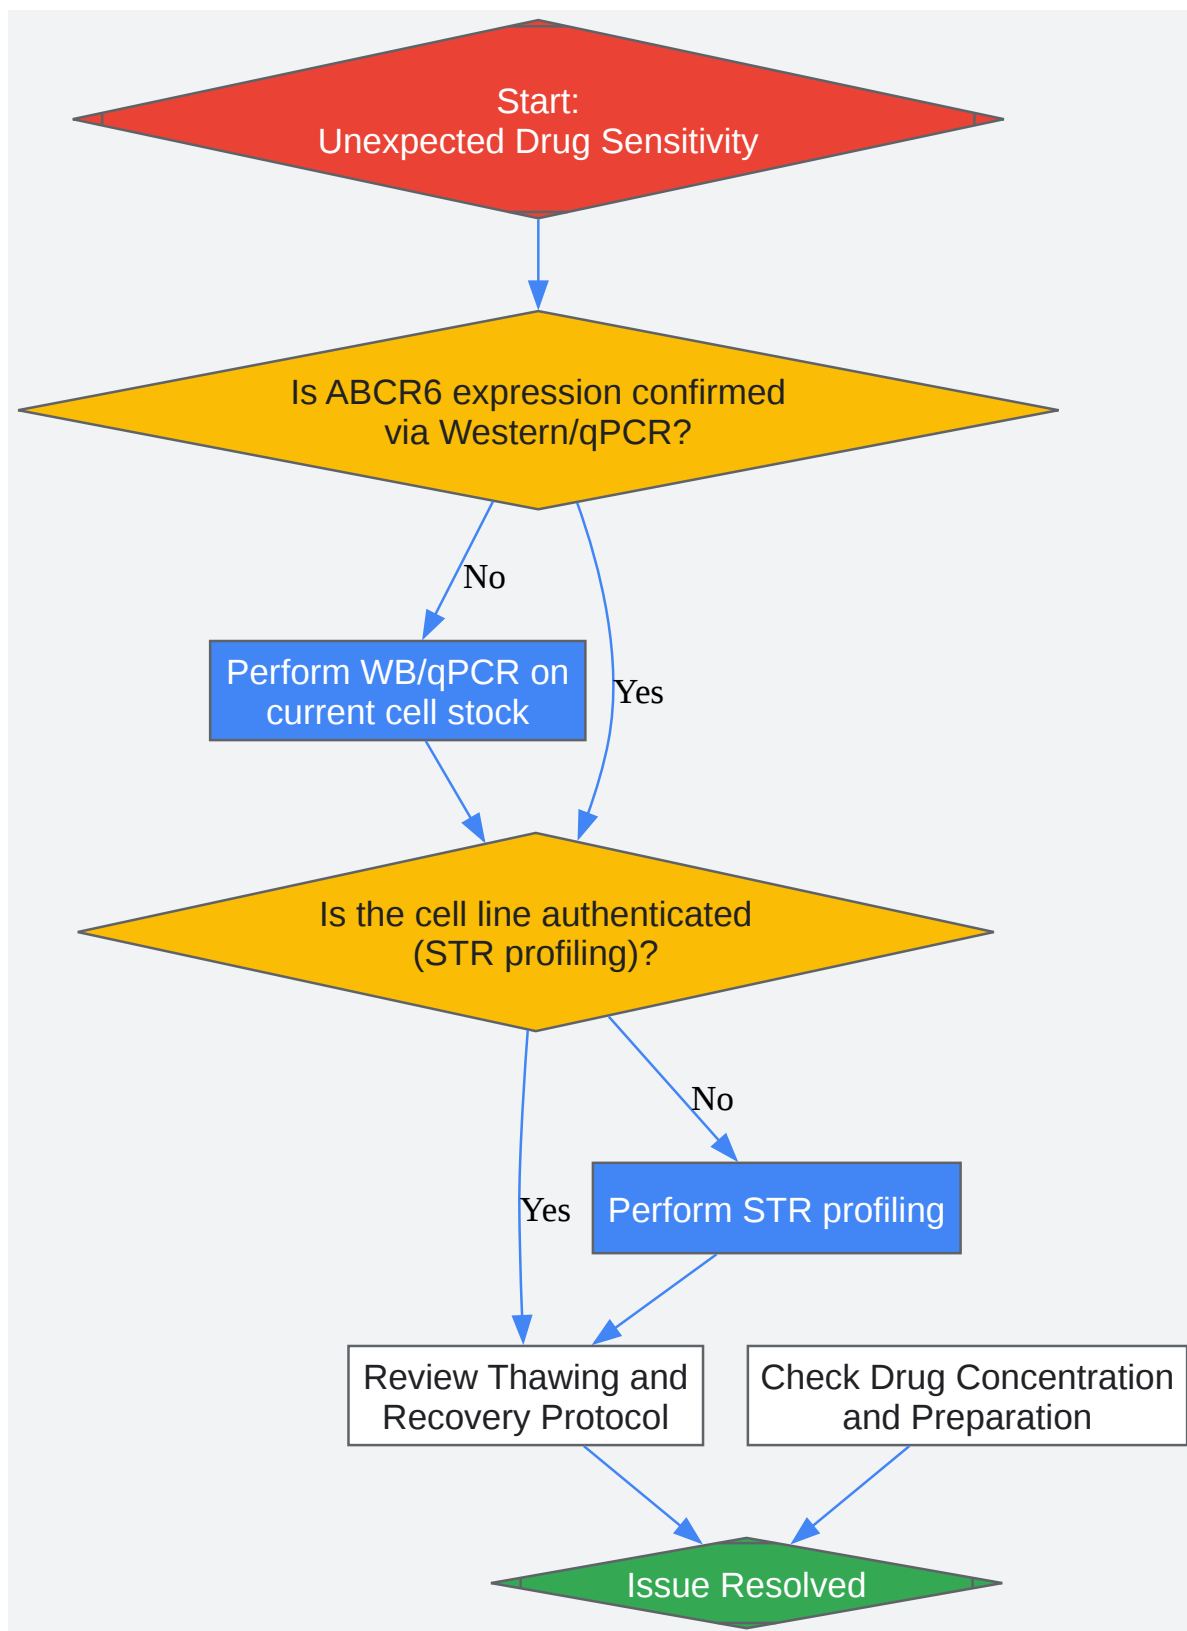 Start:
Unexpected Drug Sensitivity
Is ABCR6 expression confirmed
via Western/qPCR?
No
Perform WB/qPCR on
current cell stock
Yes
Is the cell line authenticated
(STR profiling)?
No
Yes
Perform STR profiling
Review Thawing and
Recovery Protocol
Check Drug Concentration
and Preparation
Issue Resolved